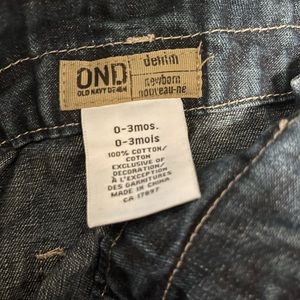 OND
OLD NAVY DENIM
denim
newborn
nouveau-ne
0-3mos.
0-3mois
100% COTTON/
COTON
EXCLUSIVE OF
DECORATION/
À L'EXCEPTION
DES GARNITURES
MADE IN CHINA
CA-17897